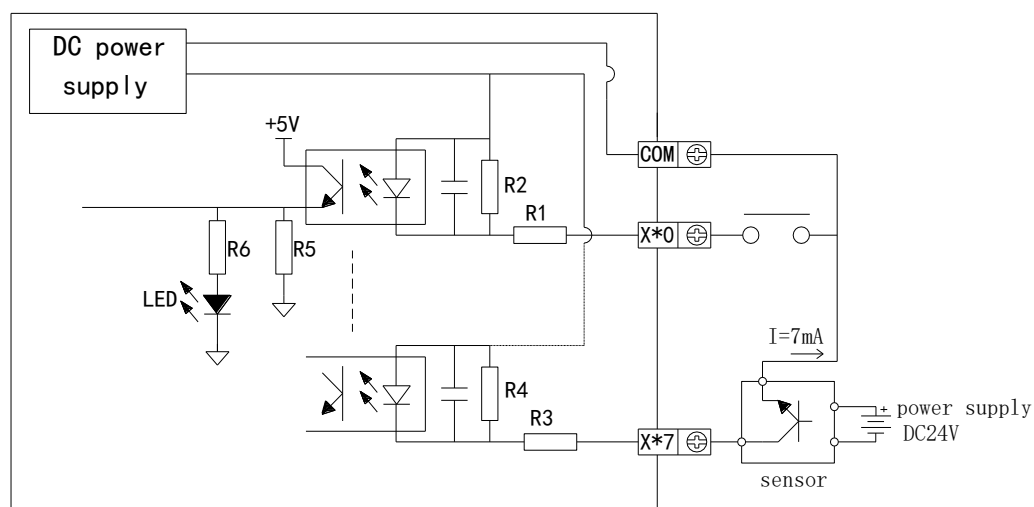 DC power
supply
+5V
COM
R2
R1
X*0
R6
R5
LED
I=7mA
R4
R3
+
power supply
DC24V
X*7
sensor